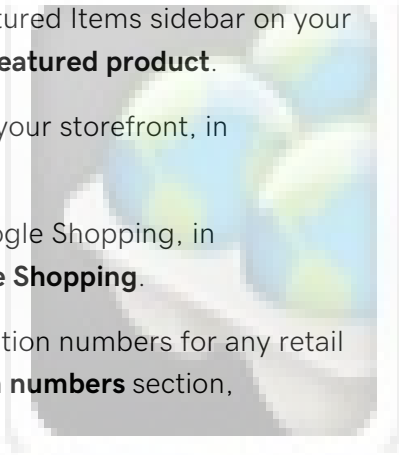 tured Items sidebar on your
eatured product.
your storefront, in
ogle Shopping, in
e Shopping.
tion numbers for any retail
numbers section,